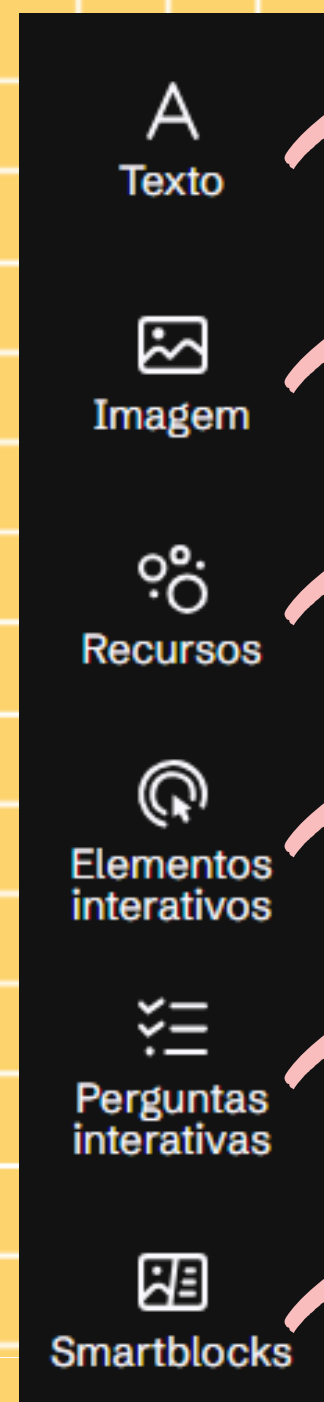 Texto
Imagem
Recursos
Elementos
interativos
Perguntas
interativas
Smartblocks